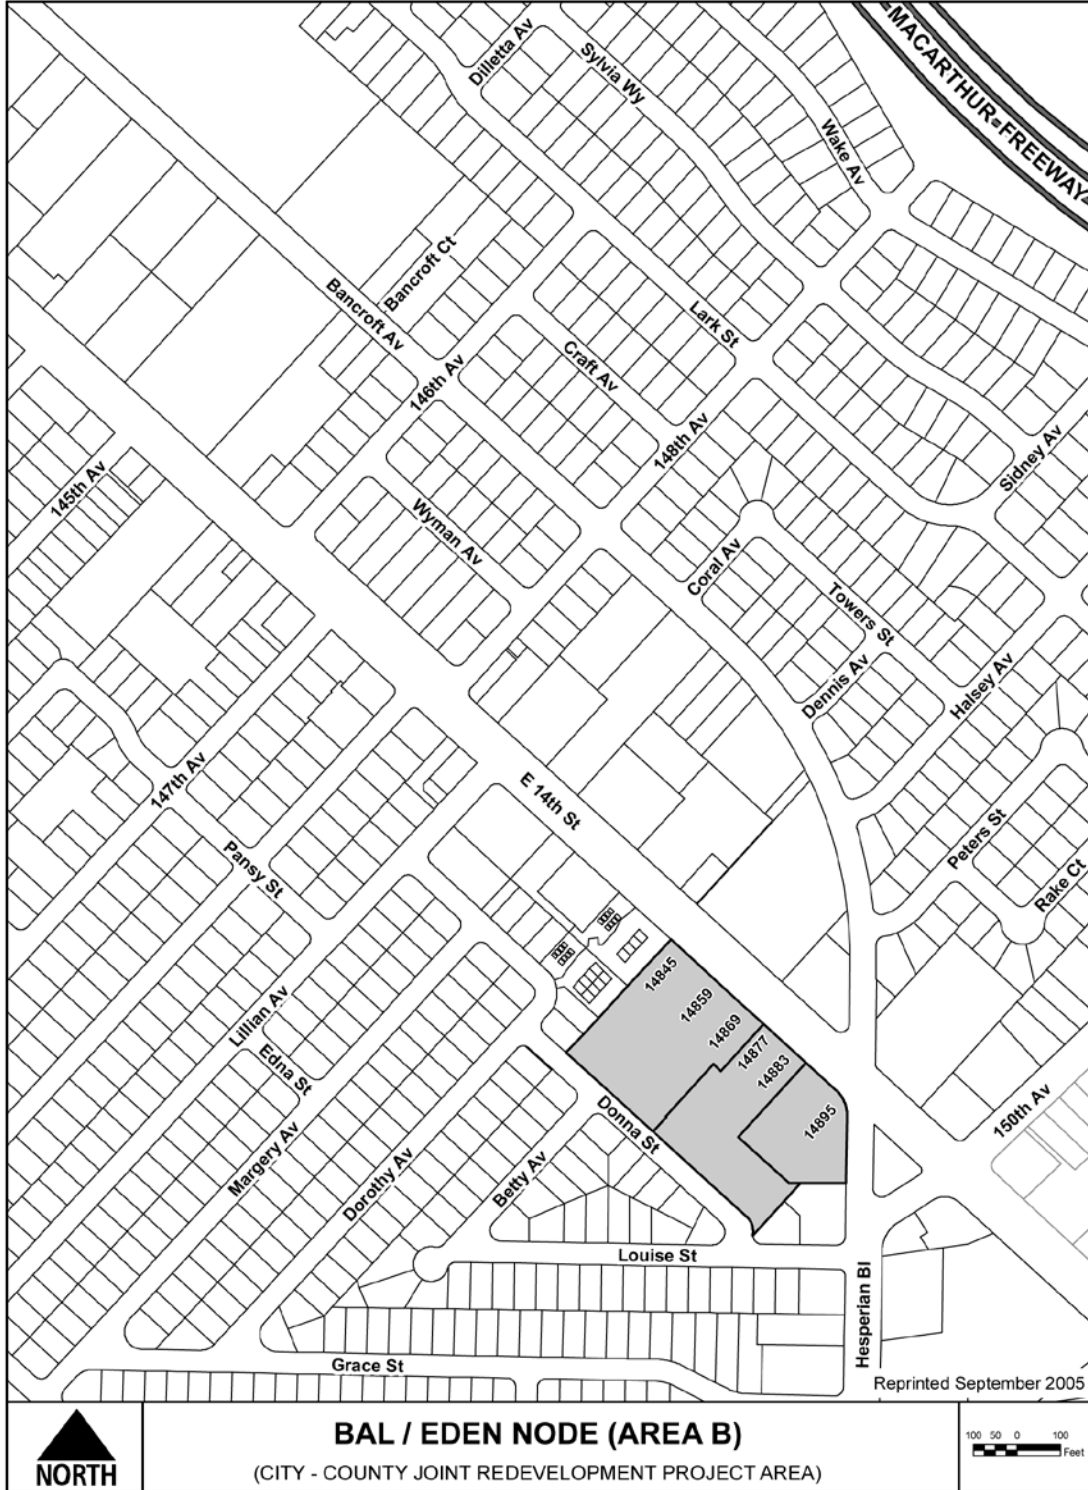 MACARTHUR FREEWAY
Dilletta Av
Sylvia Wy
Wake Av
Bancroft Ct
Bancroft Av
Lark St
Craft Av
146th Av
148th Av
Sidney Av
145th Av
Wyman Av
Coral Av
Towers St
Dennis Av
Halsey Av
147th Av
E 14th St
Pansy St
Peters St
Rake Ct
14845
14859
14869
14877
14883
14895
Lillian Av
Edna St
Donna St
150th Av
Margery Av
Dorothy Av
Betty Av
Louise St
Hesperian Bl
Grace St
Reprinted September 2005
NORTH
BAL / EDEN NODE (AREA B)
(CITY - COUNTY JOINT REDEVELOPMENT PROJECT AREA)
100 50 0 100
Feet